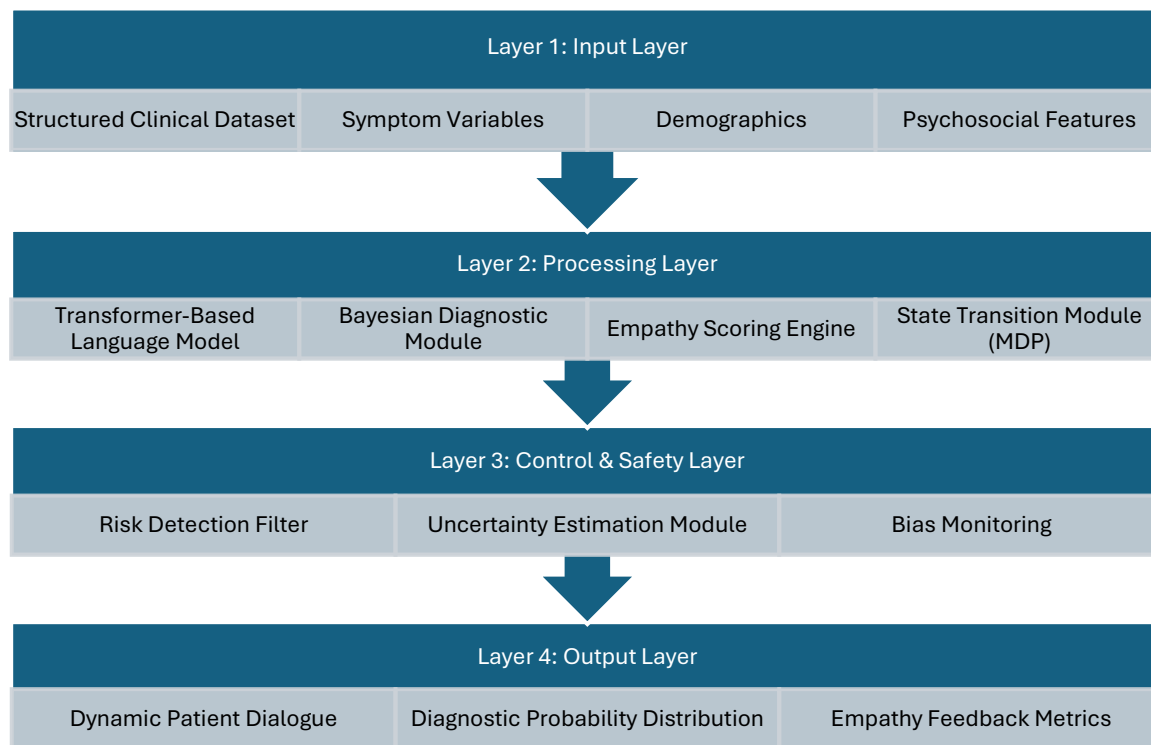 Layer 1: Input Layer
Structured Clinical Dataset
Symptom Variables
Demographics
Psychosocial Features
Layer 2: Processing Layer
Transformer-Based
Language Model
Bayesian Diagnostic
Module
Empathy Scoring Engine
State Transition Module
(MDP)
Layer 3: Control & Safety Layer
Risk Detection Filter
Uncertainty Estimation Module
Bias Monitoring
Layer 4: Output Layer
Dynamic Patient Dialogue
Diagnostic Probability Distribution
Empathy Feedback Metrics